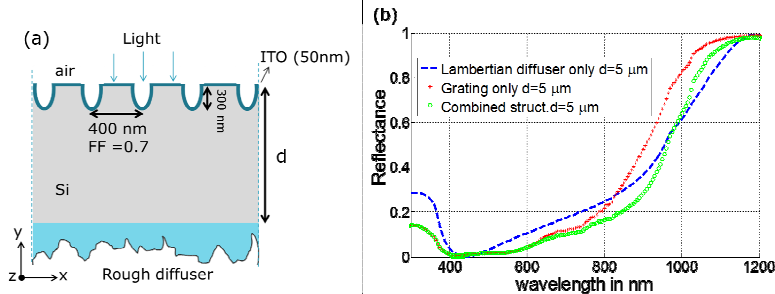 (a)
Light
ITO (50nm)
air
300 nm
400 nm
FF =0.7
d
Si
y
z
x
Rough diffuser
(b)
Reflectance
1
0.8
0.6
0.4
0.2
0
Lambertian diffuser only d=5 μm
Grating only d=5 μm
Combined struct.d=5 μm
400 600 800 1000 1200
wavelength in nm